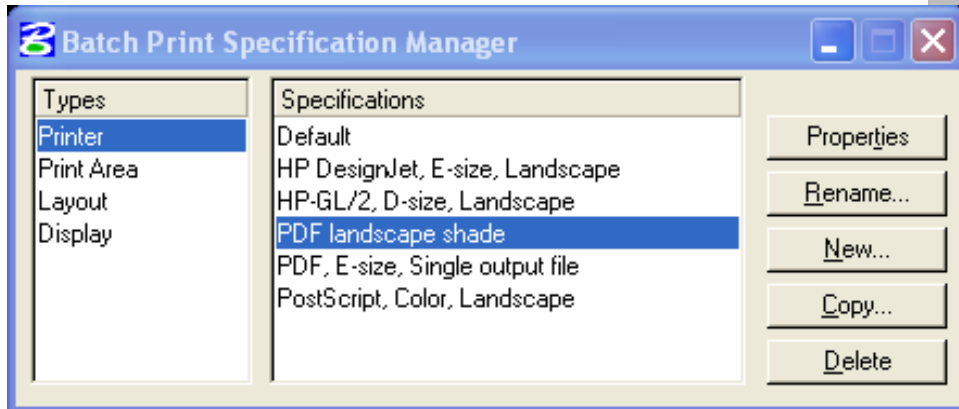 Batch Print Specification Manager
Types
Printer
Print Area
Layout
Display
Specifications
Default
HP DesignJet, E-size, Landscape
HP-GL/2, D-size, Landscape
PDF landscape shade
PDF, E-size, Single output file
PostScript, Color, Landscape
Properties
Rename...
New...
Copy...
Delete